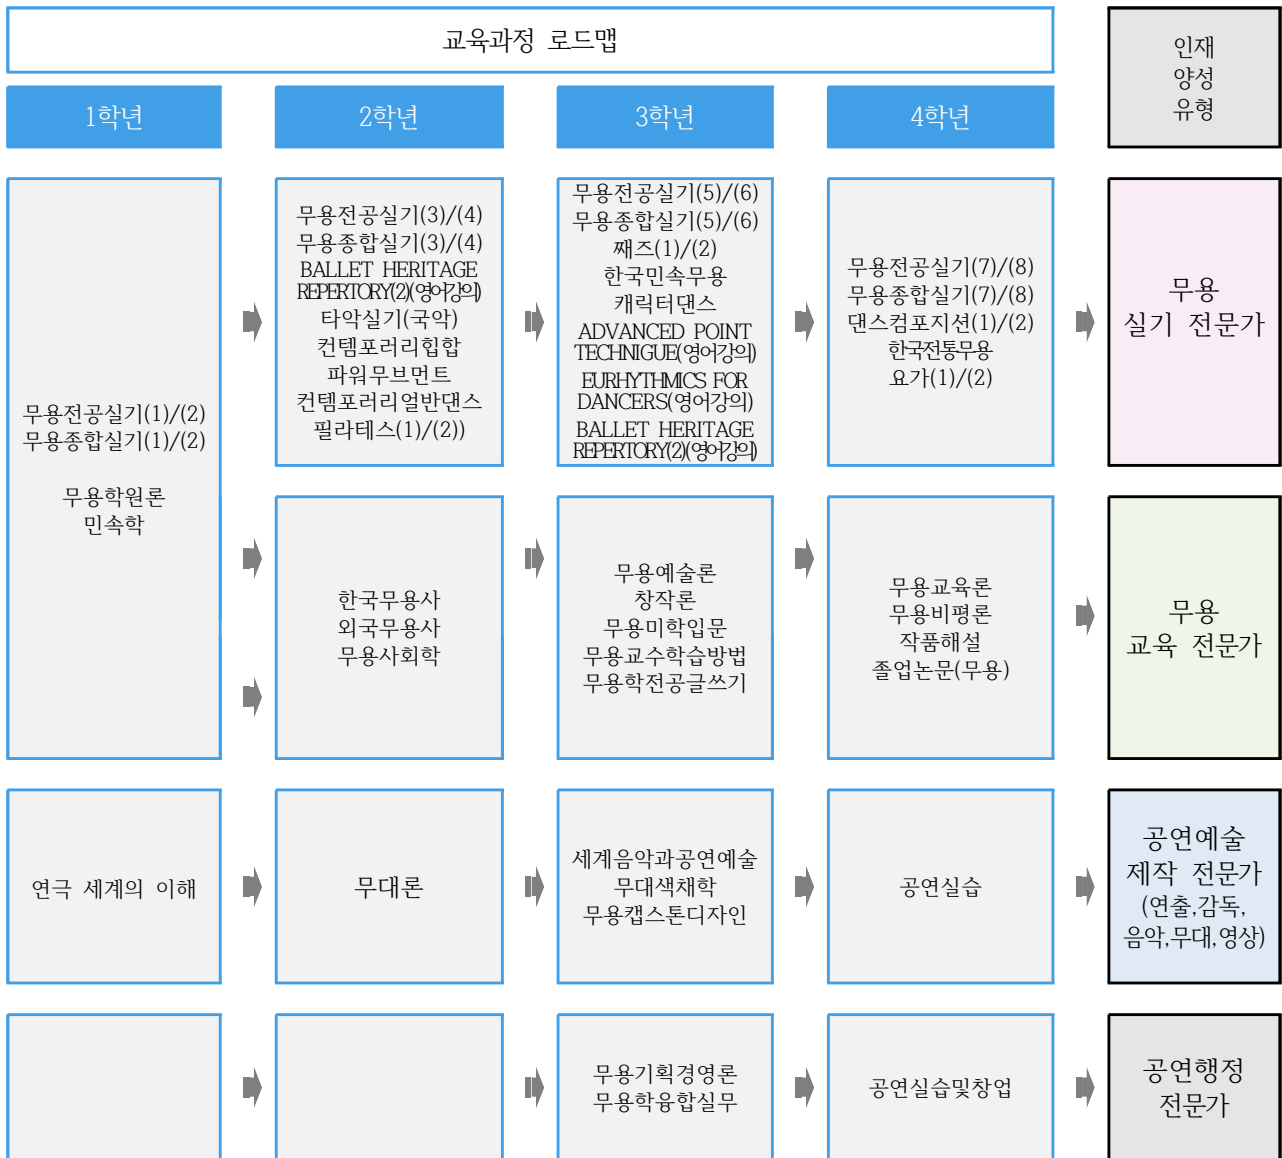 교육과정 로드맵
인재
양성
유형
1학년
2학년
3학년
4학년
무용전공실기(1)/(2)
무용종합실기(1)/(2)
무용학원론
민속학
무용전공실기(3)/(4)
무용종합실기(3)/(4)
BALLET HERITAGE
REPERTORY(2)(영어강의)
타악실기(국악)
컨템포러리힙합
파워무브먼트
컨템포러리얼반댄스
필라테스(1)/(2))
무용전공실기(5)/(6)
무용종합실기(5)/(6)
째즈(1)/(2)
한국민속무용
캐릭터댄스
ADVANCED POINT
TECHNIGUE(영어강의)
EURHYTHMICS FOR
DANCERS(영어강의)
BALLET HERITAGE
REPERTORY(2)(영어강의)
무용전공실기(7)/(8)
무용종합실기(7)/(8)
댄스컴포지션(1)/(2)
한국전통무용
요가(1)/(2)
무용
실기 전문가
한국무용사
외국무용사
무용사회학
무용예술론
창작론
무용미학입문
무용교수학습방법
무용학전공글쓰기
무용교육론
무용비평론
작품해설
졸업논문(무용)
무용
교육 전문가
연극 세계의 이해
무대론
세계음악과공연예술
무대색채학
무용캡스톤디자인
공연실습
공연예술
제작 전문가
(연출,감독,
음악,무대,영상)
무용기획경영론
무용학융합실무
공연실습및창업
공연행정
전문가